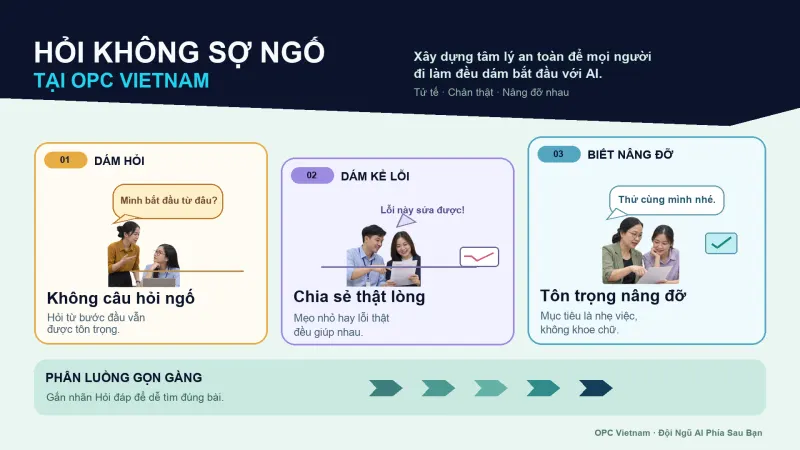 HỎI KHÔNG SỢ NGỐ
TẠI OPC VIETNAM
Xây dựng tâm lý an toàn để mọi người
đi làm đều dám bắt đầu với AI.
Tử tế · Chân thật · Nâng đỡ nhau
01
DÁM HỎI
Mình bắt đầu từ đâu?
Không câu hỏi ngố
Hỏi từ bước đầu vẫn
được tôn trọng.
02
DÁM KỂ LỖI
Lỗi này sửa được!
Chia sẻ thật lòng
Mẹo nhỏ hay lỗi thật
đều giúp nhau.
03
BIẾT NÂNG ĐỠ
Thử cùng mình nhé.
Tôn trọng nâng đỡ
Mục tiêu là nhẹ việc,
không khoe chữ.
PHÂN LUỒNG GỌN GÀNG
Gắn nhãn Hỏi đáp để dễ tìm đúng bài.
OPC Vietnam · Đội Ngũ AI Phía Sau Bạn